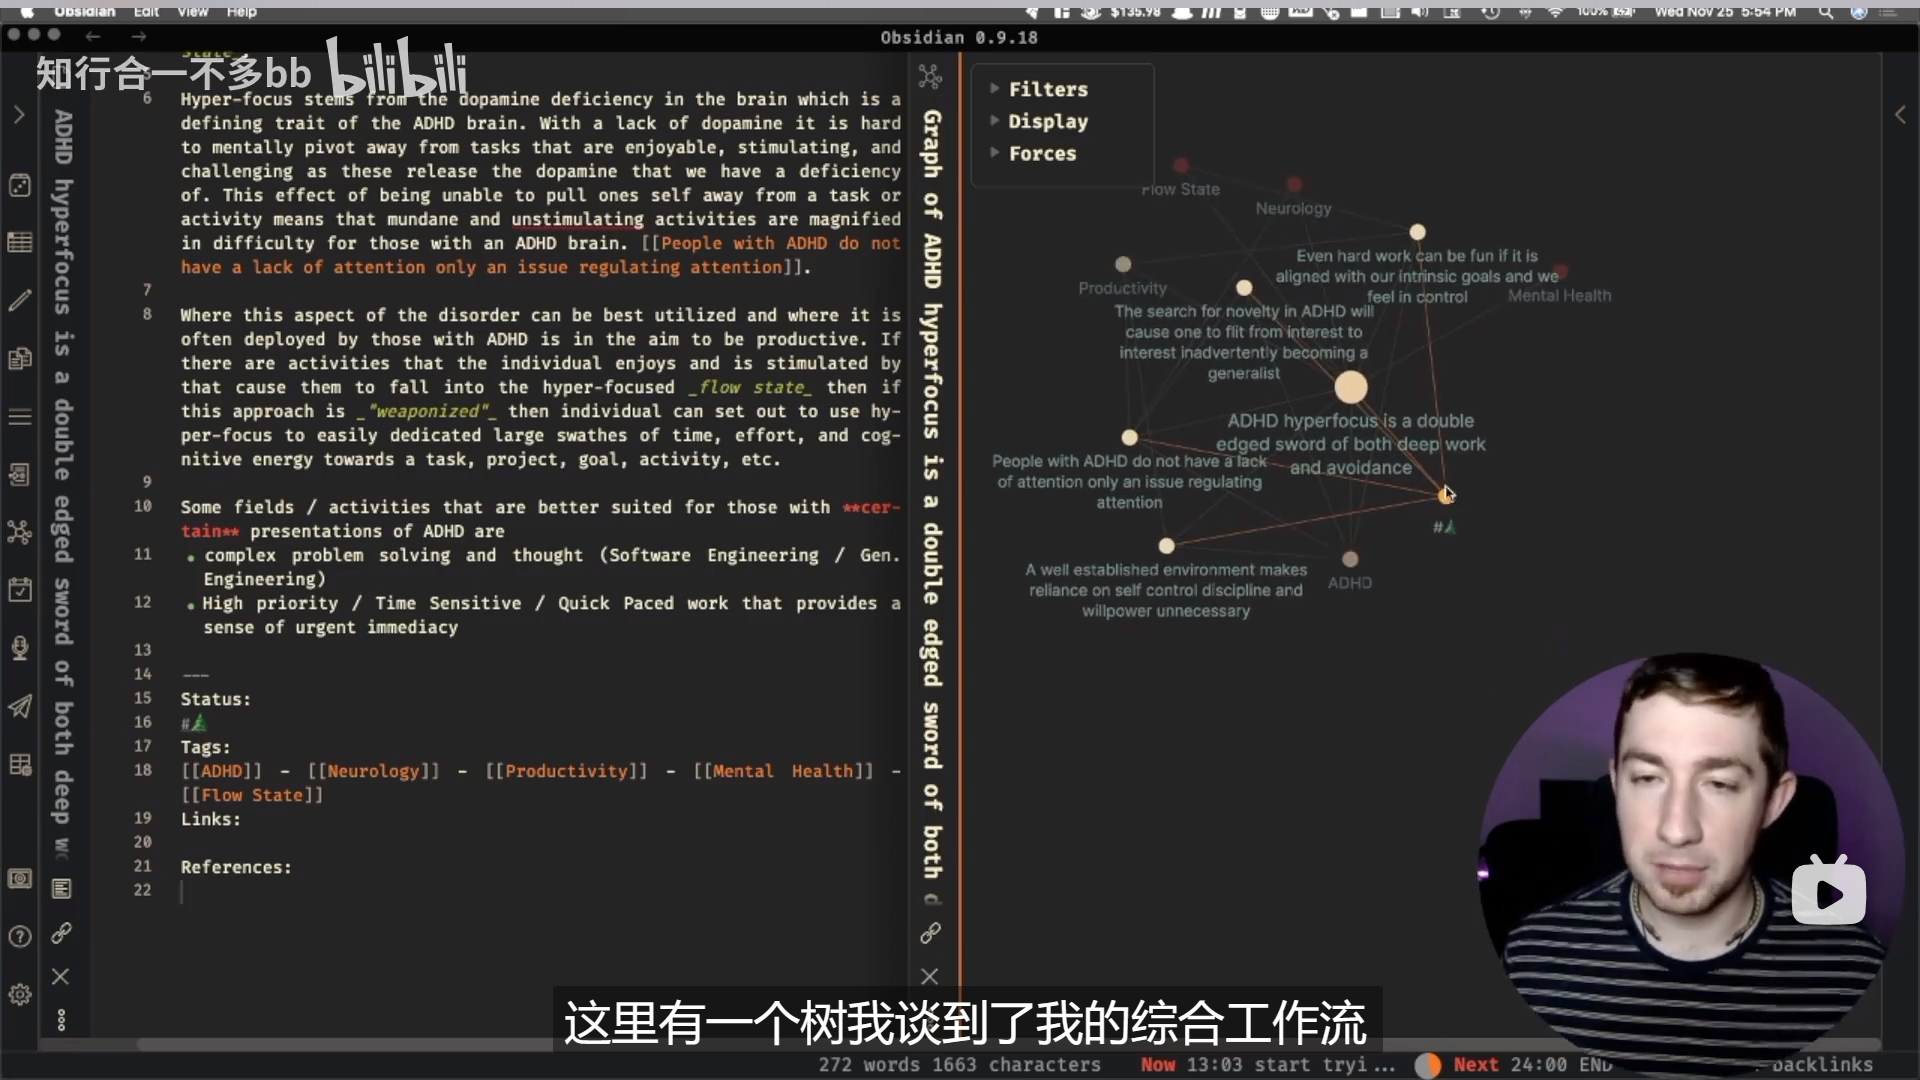 Obsidian Edit View Help
$135.98
100%
Wed Nov 25 5:54 PM
Obsidian 0.9.18
知行合一不多bb bilibili
State_
6 Hyper-focus stems from the dopamine deficiency in the brain which is a
defining trait of the ADHD brain. With a lack of dopamine it is hard
to mentally pivot away from tasks that are enjoyable, stimulating, and
challenging as these release the dopamine that we have a deficiency
of. This effect of being unable to pull ones self away from a task or
activity means that mundane and unstimulating activities are magnified
in difficulty for those with an ADHD brain. [[People with ADHD do not
have a lack of attention only an issue regulating attention]].
7
8 Where this aspect of the disorder can be best utilized and where it is
often deployed by those with ADHD is in the aim to be productive. If
there are activities that the individual enjoys and is stimulated by
that cause them to fall into the hyper-focused _flow state_ then if
this approach is _"weaponized"_ then individual can set out to use hy-
per-focus to easily dedicated large swathes of time, effort, and cog-
nitive energy towards a task, project, goal, activity, etc.
9
10 Some fields / activities that are better suited for those with **cer-
tain** presentations of ADHD are
11 • complex problem solving and thought (Software Engineering / Gen.
Engineering)
12 • High priority / Time Sensitive / Quick Paced work that provides a
sense of urgent immediacy
13
14 ---
15 Status:
16 #🌲
17 Tags:
18 [[ADHD]] - [[Neurology]] - [[Productivity]] - [[Mental Health]] -
[[Flow State]]
19 Links:
20
21 References:
22
ADHD hyperfocus is a double edged sword of both deep wo
Graph of ADHD hyperfocus is a double edged sword of both d
Filters
Display
Forces
Flow State
Neurology
Even hard work can be fun if it is
aligned with our intrinsic goals and we
feel in control
Mental Health
Productivity
The search for novelty in ADHD will
cause one to flit from interest to
interest inadvertently becoming a
generalist
ADHD hyperfocus is a double
edged sword of both deep work
and avoidance
People with ADHD do not have a lack
of attention only an issue regulating
attention
#🌲
A well established environment makes
reliance on self control discipline and
willpower unnecessary
ADHD
这里有一个树我谈到了我的综合工作流
272 words 1663 characters Now 13:03 start tryi... Next 24:00 END backlinks